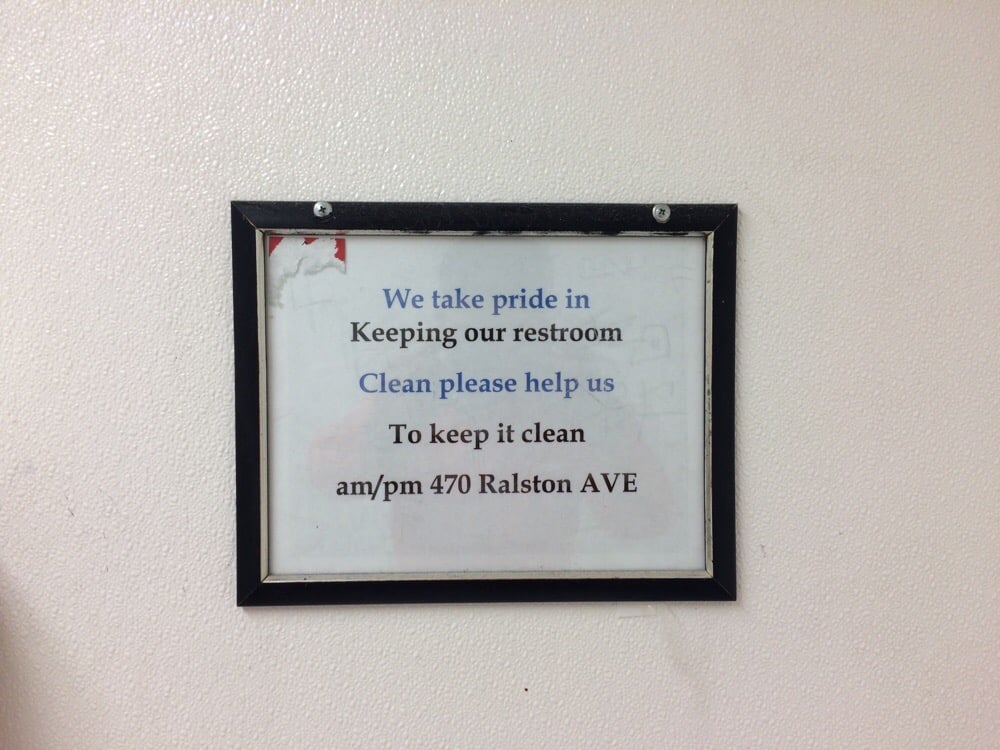 We take pride in
Keeping our restroom
Clean please help us
To keep it clean
am/pm 470 Ralston AVE